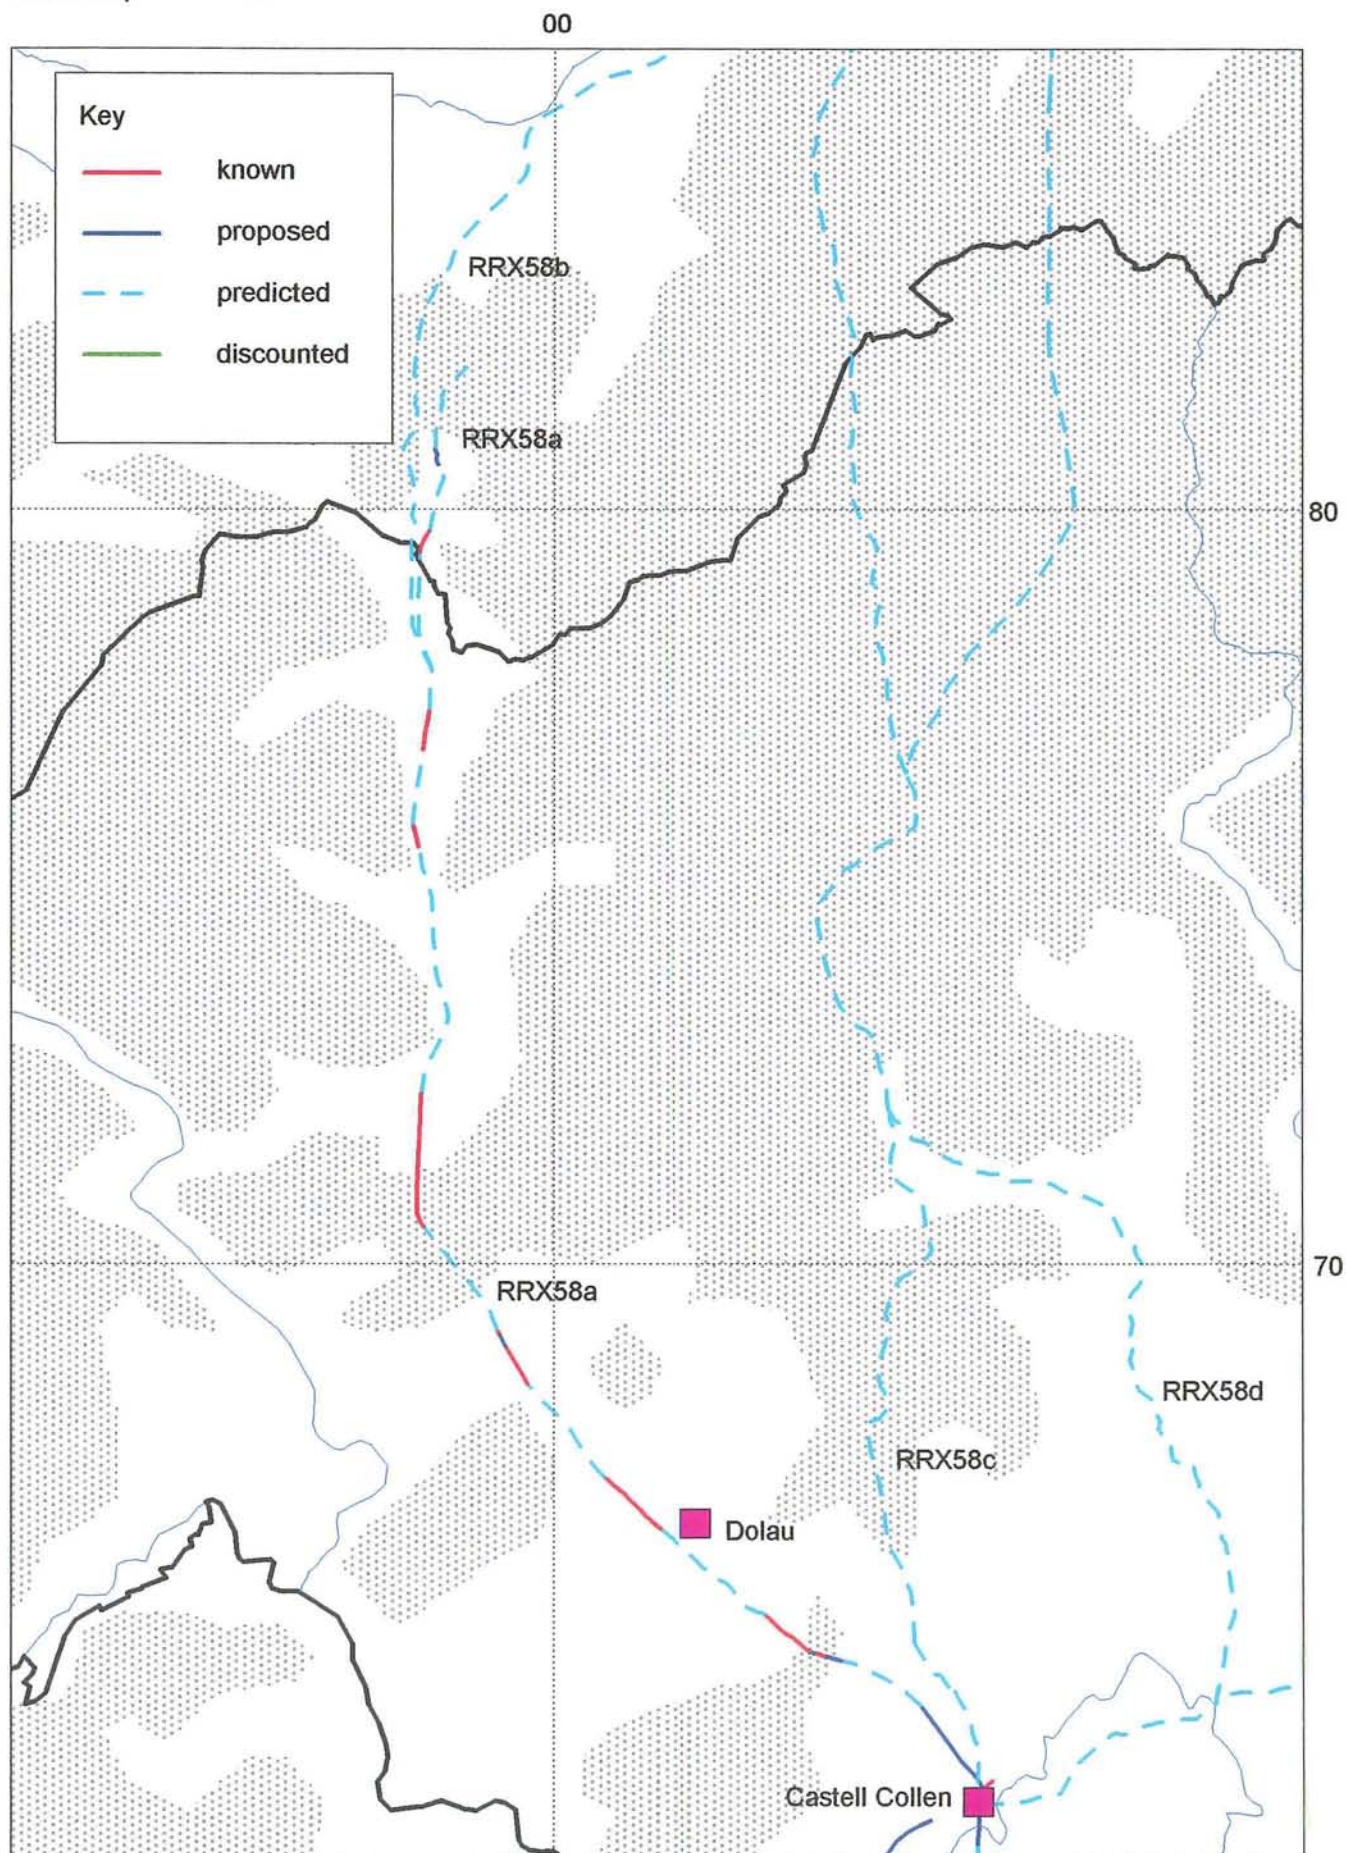 00
Key
known
proposed
predicted
discounted
RRX58b
RRX58a
80
RRX58a
70
RRX58d
RRX58c
Dolau
Castell Collen